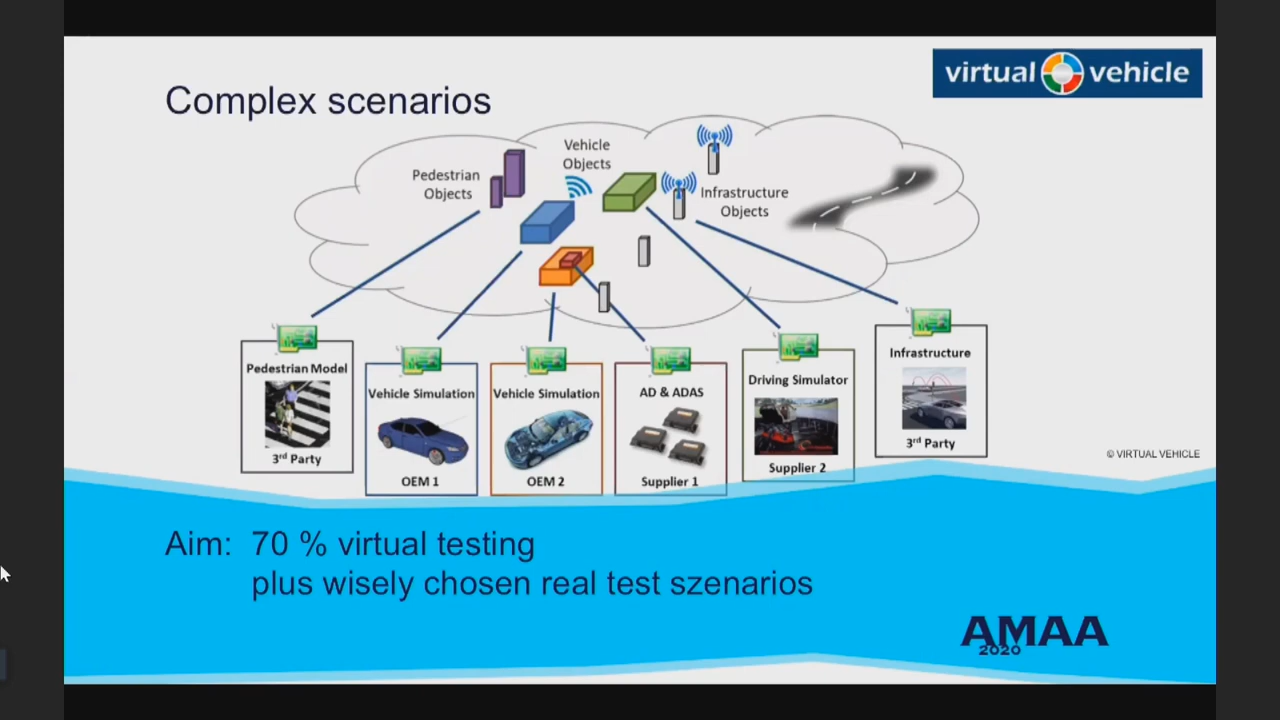 virtual vehicle
Complex scenarios
Vehicle
Objects
Pedestrian
Objects
Infrastructure
Objects
Pedestrian Model
3rd Party
Vehicle Simulation
OEM 1
Vehicle Simulation
OEM 2
AD & ADAS
Supplier 1
Driving Simulator
Supplier 2
Infrastructure
3rd Party
© VIRTUAL VEHICLE
Aim: 70 % virtual testing
plus wisely chosen real test szenarios
AMAA
2020